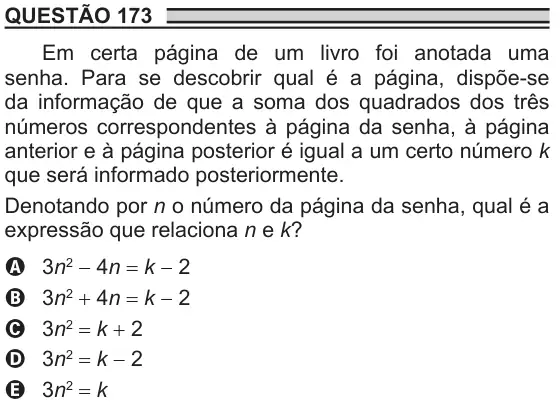 QUESTÃO 173
Em certa página de um livro foi anotada uma
senha. Para se descobrir qual é a página, dispõe-se
da informação de que a soma dos quadrados dos três
números correspondentes à página da senha, à página
anterior e à página posterior é igual a um certo número k
que será informado posteriormente.
Denotando por n o número da página da senha, qual é a
expressão que relaciona n e k?
A 3n² − 4n = k − 2
B 3n² + 4n = k − 2
C 3n² = k + 2
D 3n² = k − 2
E 3n² = k